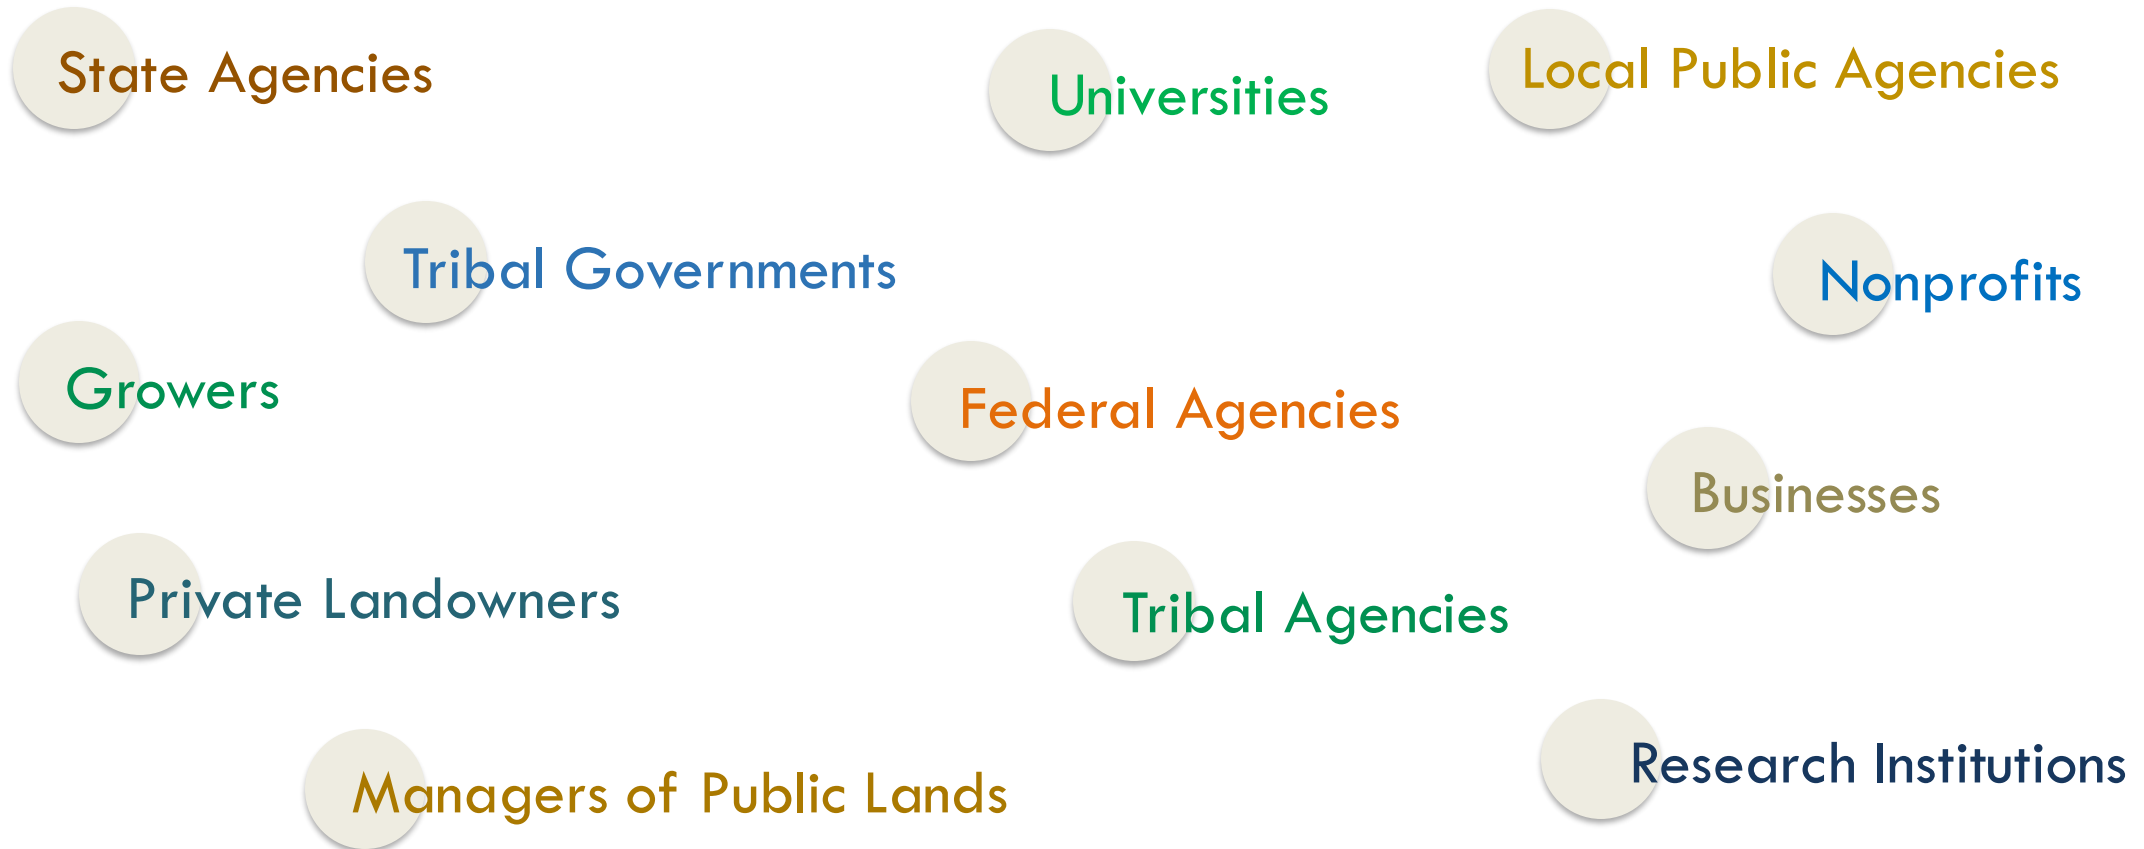 State Agencies
Universities
Local Public Agencies
Tribal Governments
Nonprofits
Growers
Federal Agencies
Businesses
Private Landowners
Tribal Agencies
Managers of Public Lands
Research Institutions